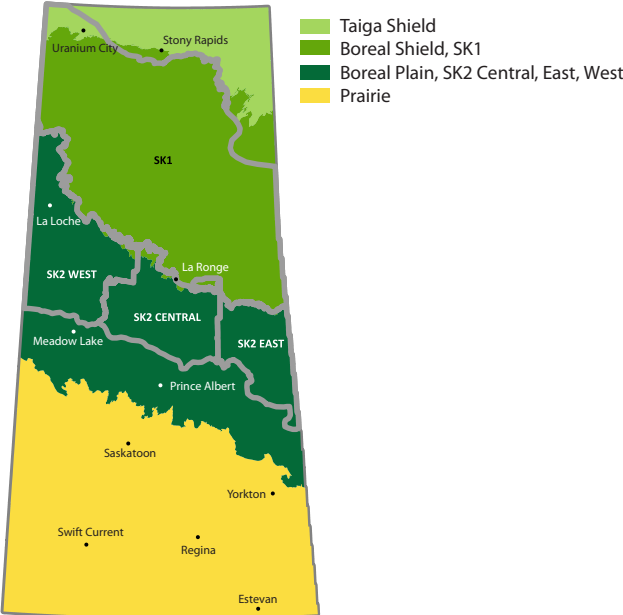 Taiga Shield
Boreal Shield, SK1
Boreal Plain, SK2 Central, East, West
Prairie
Uranium City
Stony Rapids
SK1
La Loche
La Ronge
SK2 WEST
SK2 CENTRAL
SK2 EAST
Meadow Lake
Prince Albert
Saskatoon
Yorkton
Swift Current
Regina
Estevan